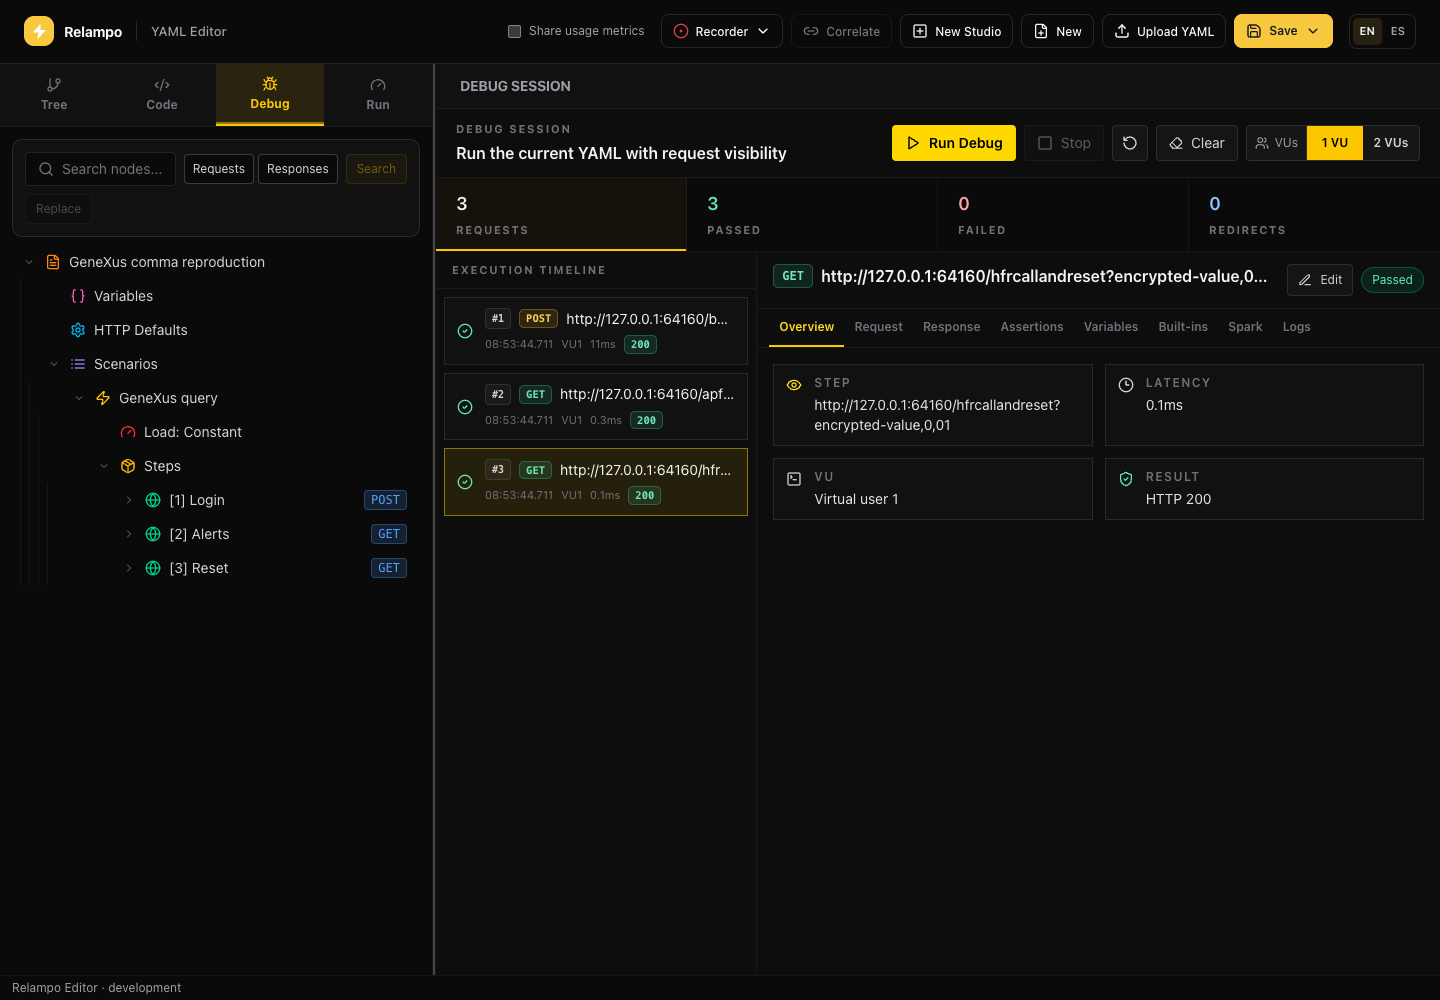 Relampo
YAML Editor
Share usage metrics
Recorder
Correlate
New Studio
New
Upload YAML
Save
EN
ES
Tree
Code
Debug
Run
Search nodes...
Requests
Responses
Search
Replace
GeneXus comma reproduction
Variables
HTTP Defaults
Scenarios
GeneXus query
Load: Constant
Steps
[1] Login
POST
[2] Alerts
GET
[3] Reset
GET
DEBUG SESSION
DEBUG SESSION
Run the current YAML with request visibility
Run Debug
Stop
Clear
VUs
1 VU
2 VUs
3
REQUESTS
3
PASSED
0
FAILED
0
REDIRECTS
EXECUTION TIMELINE
#1 POST http://127.0.0.1:64160/b...
08:53:44.711 VU1 11ms 200
#2 GET http://127.0.0.1:64160/apf...
08:53:44.711 VU1 0.3ms 200
#3 GET http://127.0.0.1:64160/hfr...
08:53:44.711 VU1 0.1ms 200
GET http://127.0.0.1:64160/hfrcallandreset?encrypted-value,0...
Edit
Passed
Overview
Request
Response
Assertions
Variables
Built-ins
Spark
Logs
STEP
http://127.0.0.1:64160/hfrcallandreset?
encrypted-value,0,01
LATENCY
0.1ms
VU
Virtual user 1
RESULT
HTTP 200
Relampo Editor · development